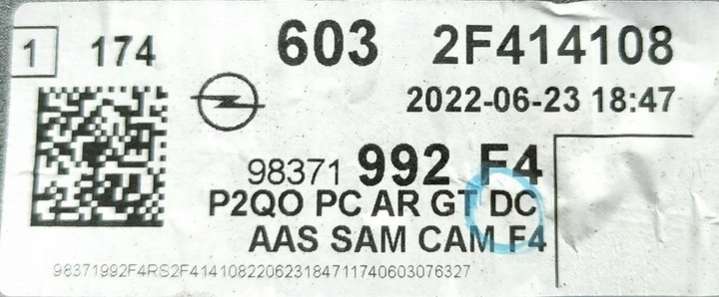 1 174 603 2F414108
2022-06-23 18:47
98371 992 F4
P2QO PC AR GT DC
AAS SAM CAM F4
98371992F4RS2F41410822062318471174060307632​7